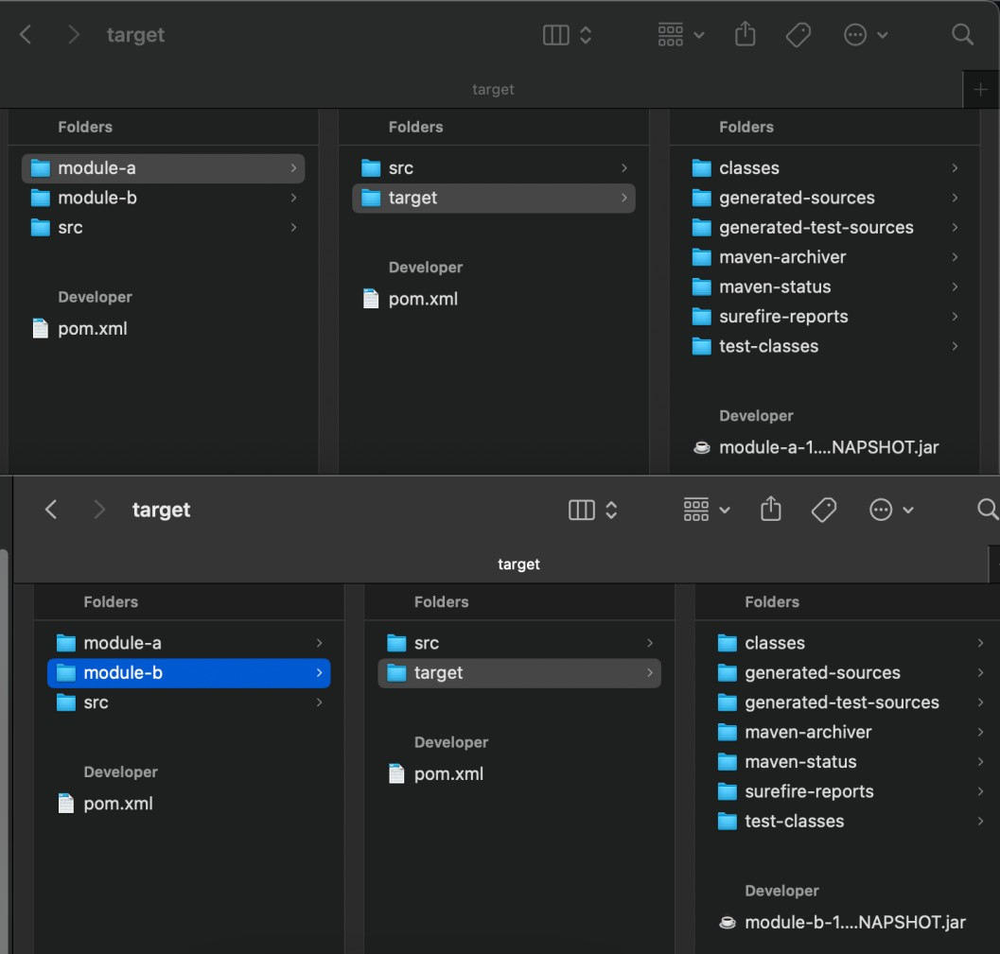 target
target
Folders
module-a
module-b
src
Developer
pom.xml
Folders
src
target
Developer
pom.xml
Folders
classes
generated-sources
generated-test-sources
maven-archiver
maven-status
surefire-reports
test-classes
Developer
module-a-1....NAPSHOT.jar
target
target
Folders
module-a
module-b
src
Developer
pom.xml
Folders
src
target
Developer
pom.xml
Folders
classes
generated-sources
generated-test-sources
maven-archiver
maven-status
surefire-reports
test-classes
Developer
module-b-1....NAPSHOT.jar